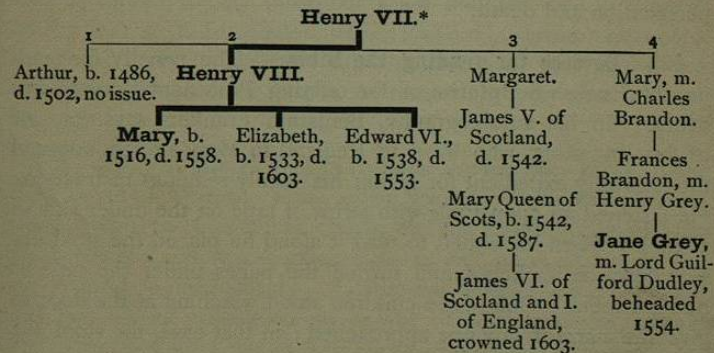 Henry VII.*
1 2 3 4
Arthur, b. 1486,
d. 1502, no issue.
Henry VIII.
Mary, b.
1516, d. 1558.
Elizabeth,
b. 1533, d.
1603.
Edward VI.,
b. 1538, d.
1553.
Margaret.
James V. of
Scotland,
d. 1542.
Mary Queen of
Scots, b. 1542,
d. 1587.
James VI. of
Scotland and I.
of England,
crowned 1603.
Mary, m.
Charles
Brandon.
Frances
Brandon, m.
Henry Grey.
Jane Grey,
m. Lord Guil-
ford Dudley,
beheaded
1554.